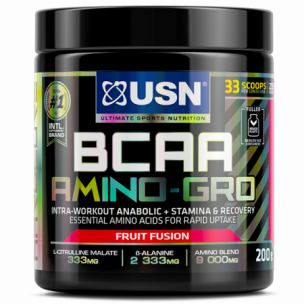 USN
ULTIMATE SPORTS NUTRITION
#1
INTL.
BRAND
33 SCOOPS
BCAA
AMINO-GRO
INTRA-WORKOUT ANABOLIC + STAMINA & RECOVERY
ESSENTIAL AMINO ACIDS FOR RAPID UPTAKE
FRUIT FUSION
L-CITRULLINE MALATE
333MG
ß-ALANINE
2 333MG
AMINO BLEND
9 000MG
200g